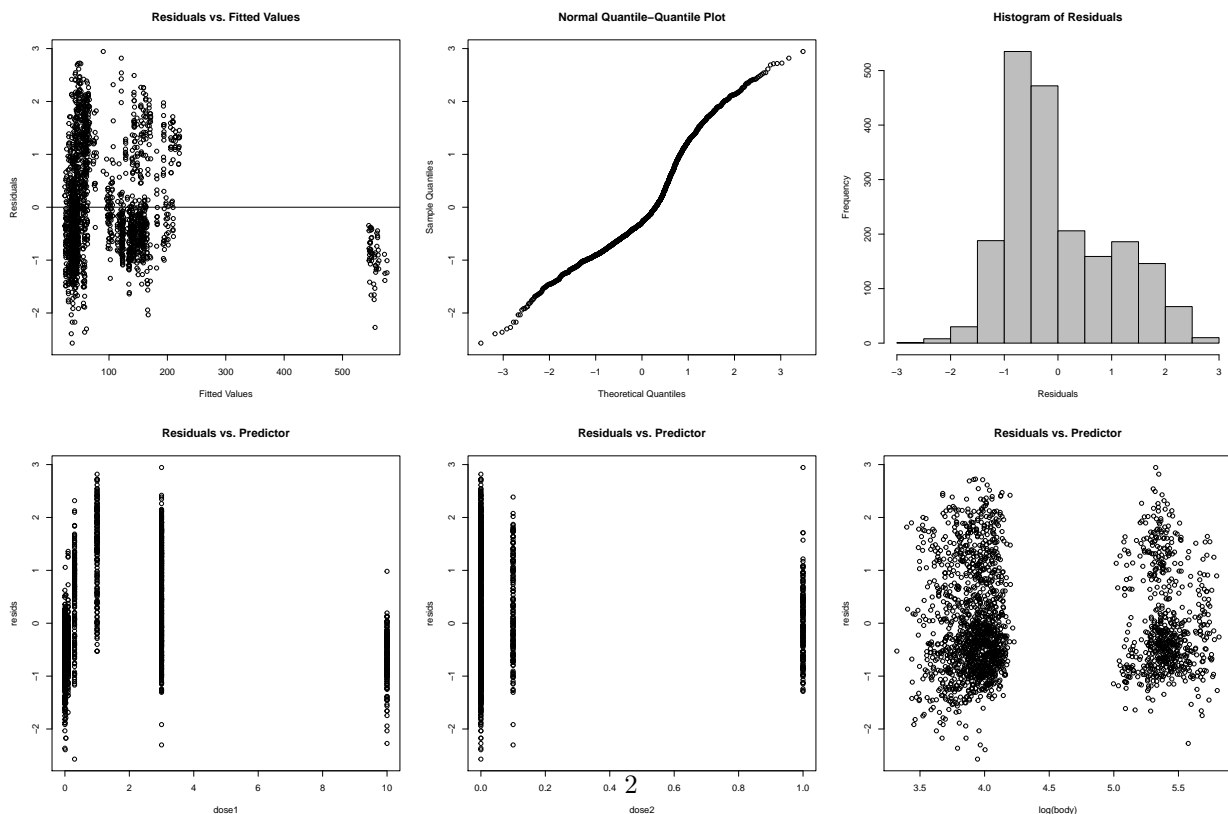 Residuals vs. Fitted Values
3
2
1
0
−1
−2
Residuals
100 200 300 400 500
Fitted Values
Normal Quantile−Quantile Plot
3
2
1
0
−1
−2
Sample Quantiles
−3 −2 −1 0 1 2 3
Theoretical Quantiles
Histogram of Residuals
500
400
300
200
100
0
Frequency
−3 −2 −1 0 1 2 3
Residuals
Residuals vs. Predictor
3
2
1
0
−1
−2
resids
0 2 4 6 8 10
dose1
Residuals vs. Predictor
3
2
1
0
−1
−2
resids
0.0 0.2 0.4 0.6 0.8 1.0
2
dose2
Residuals vs. Predictor
3
2
1
0
−1
−2
resids
3.5 4.0 4.5 5.0 5.5
log(body)